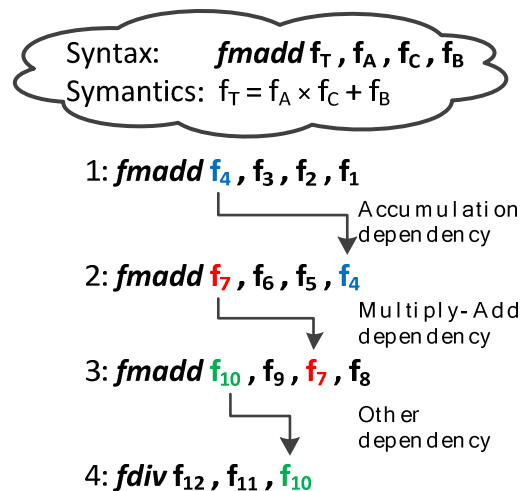 Syntax: fmadd fT , fA , fC , fB
Symantics: fT = fA × fC + fB
1: fmadd f4 , f3 , f2 , f1
Accumulation
dependency
2: fmadd f7 , f6 , f5 , f4
Multiply-Add
dependency
3: fmadd f10 , f9 , f7 , f8
Other
dependency
4: fdiv f12 , f11 , f10